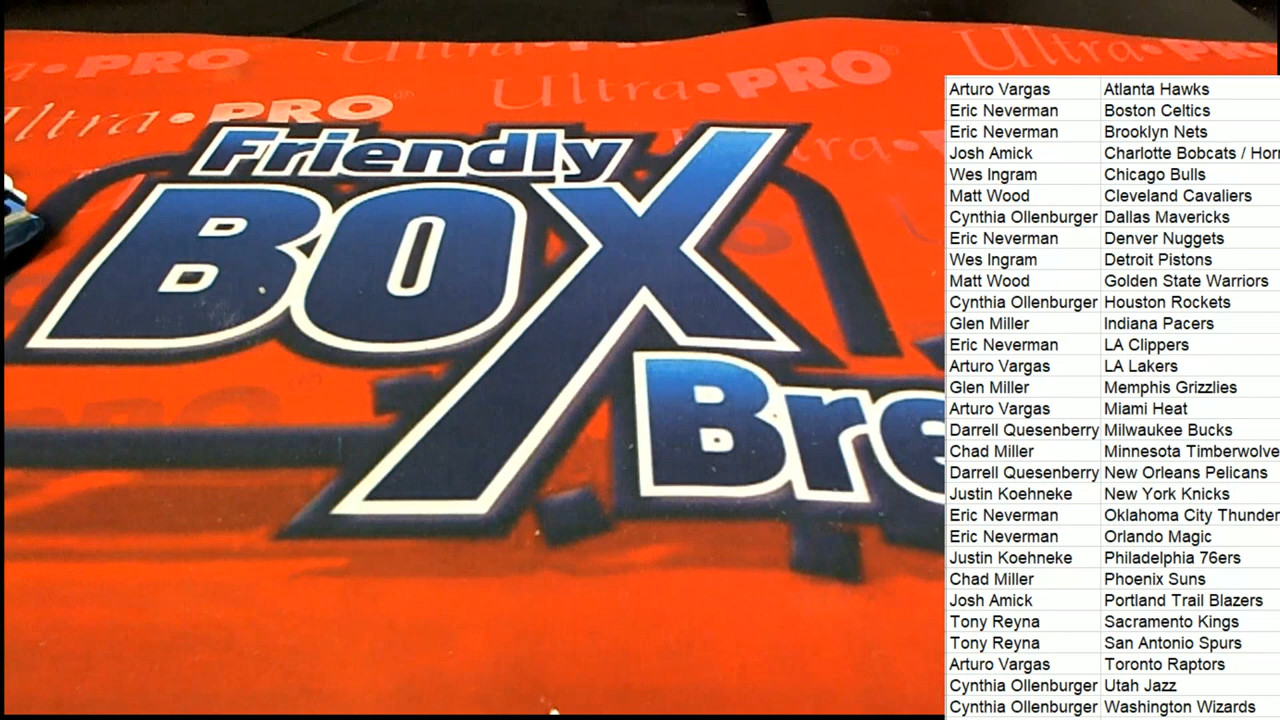 Ultra•PRO
Ultra•PRO
Ultra•PRO
Ultra•PRO
Ultra•PRO®
Friendly
BOX
Bre
Arturo Vargas Atlanta Hawks
Eric Neverman Boston Celtics
Eric Neverman Brooklyn Nets
Josh Amick Charlotte Bobcats / Horn
Wes Ingram Chicago Bulls
Matt Wood Cleveland Cavaliers
Cynthia Ollenburger Dallas Mavericks
Eric Neverman Denver Nuggets
Wes Ingram Detroit Pistons
Matt Wood Golden State Warriors
Cynthia Ollenburger Houston Rockets
Glen Miller Indiana Pacers
Eric Neverman LA Clippers
Arturo Vargas LA Lakers
Glen Miller Memphis Grizzlies
Arturo Vargas Miami Heat
Darrell Quesenberry Milwaukee Bucks
Chad Miller Minnesota Timberwolve
Darrell Quesenberry New Orleans Pelicans
Justin Koehneke New York Knicks
Eric Neverman Oklahoma City Thunder
Eric Neverman Orlando Magic
Justin Koehneke Philadelphia 76ers
Chad Miller Phoenix Suns
Josh Amick Portland Trail Blazers
Tony Reyna Sacramento Kings
Tony Reyna San Antonio Spurs
Arturo Vargas Toronto Raptors
Cynthia Ollenburger Utah Jazz
Cynthia Ollenburger Washington Wizards